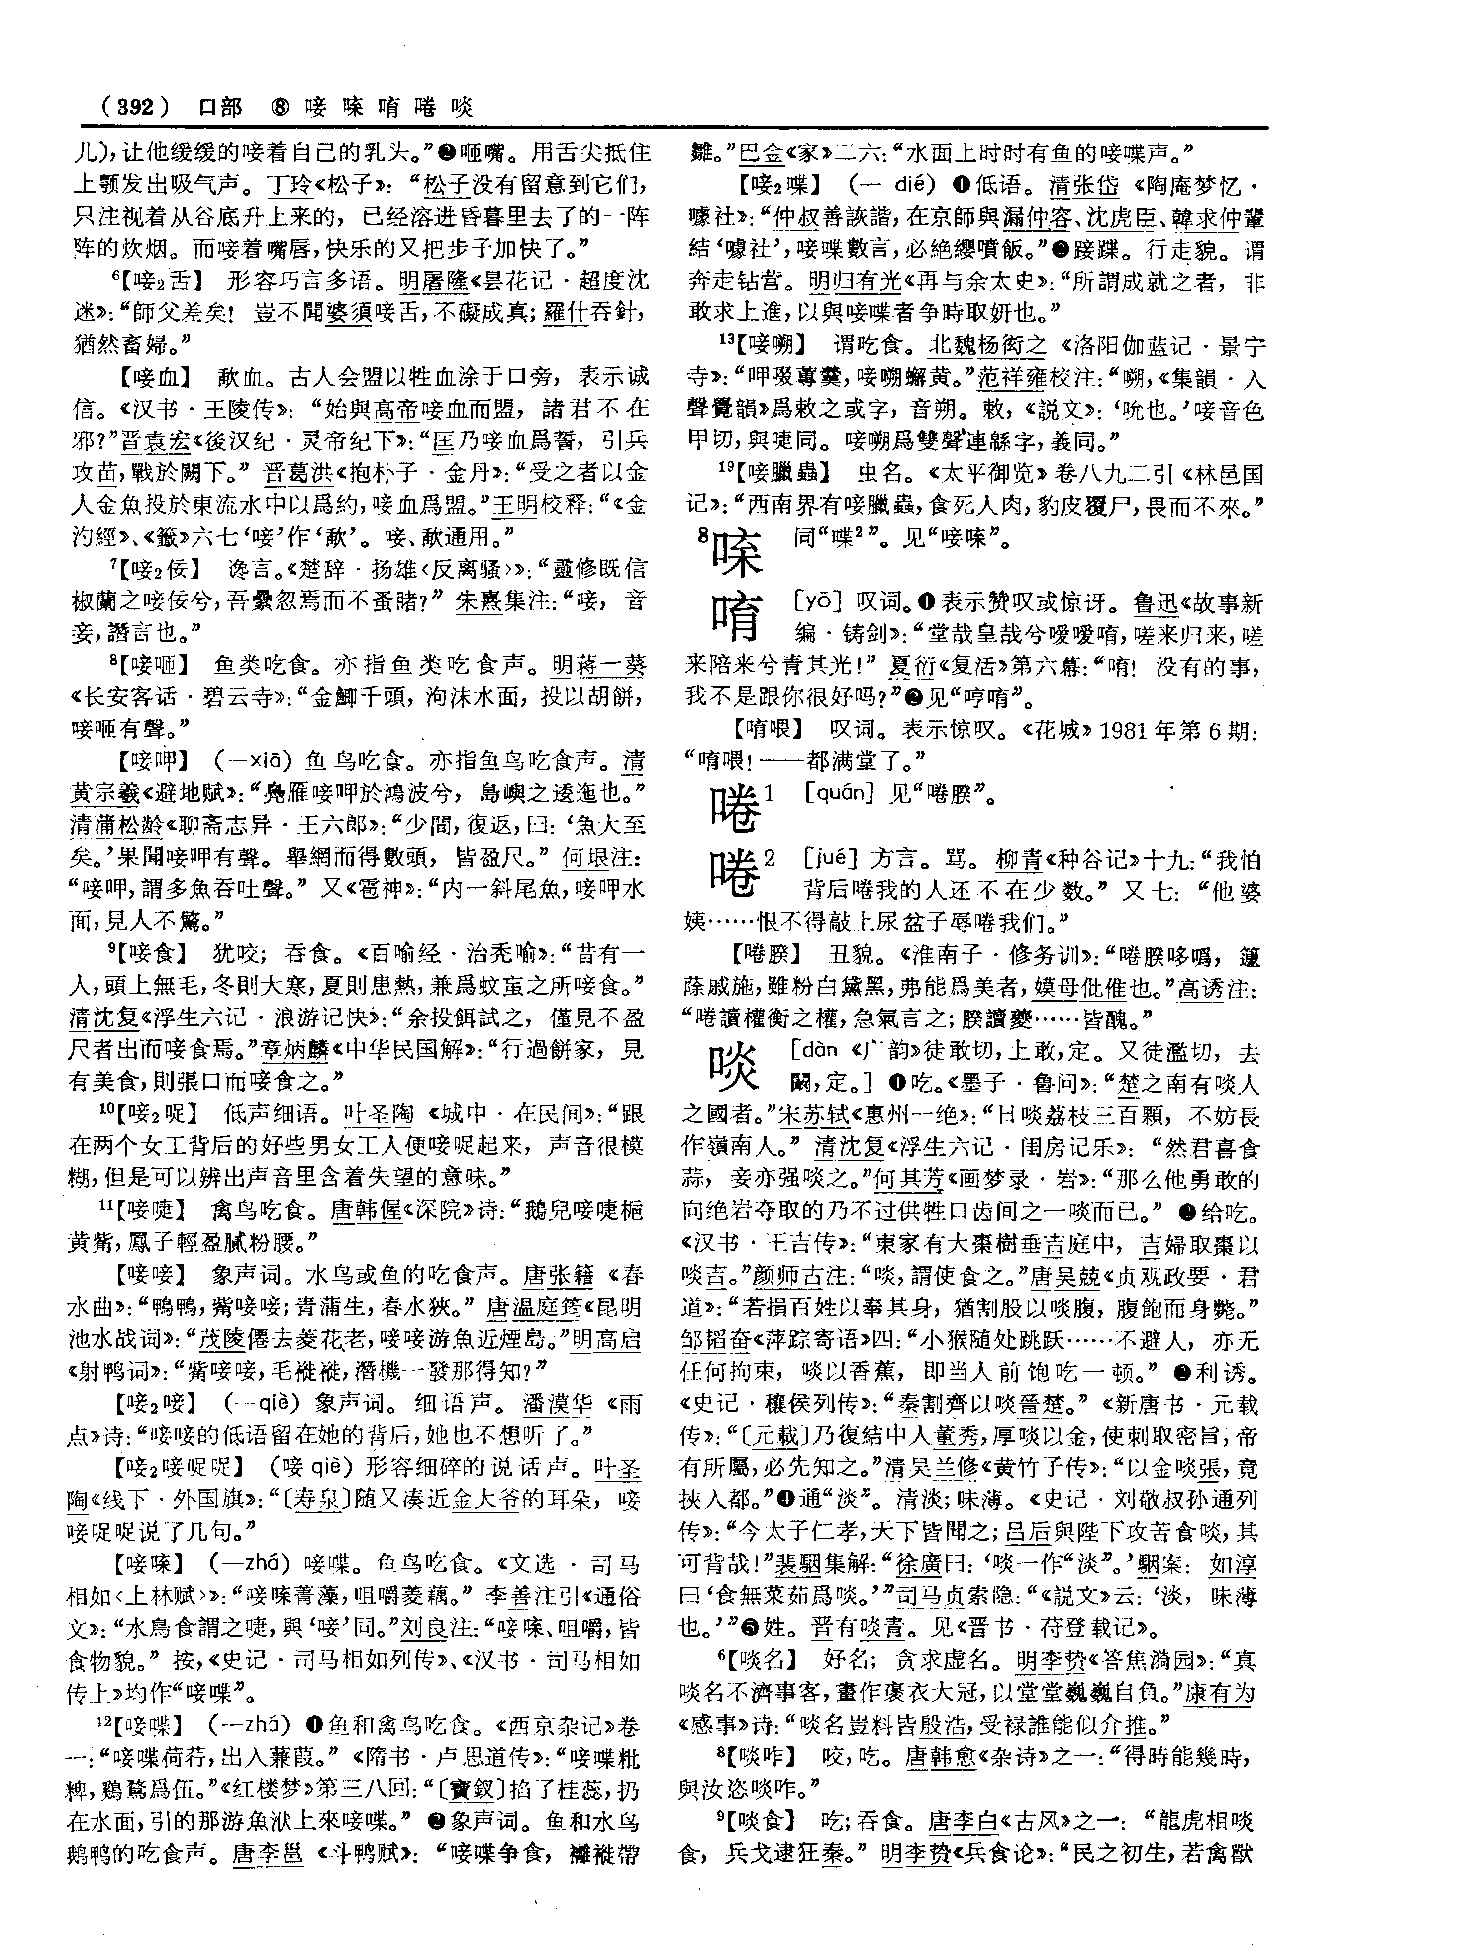 (392) 口部 ⑧ 唼 𠴨 唷 啳 啖
儿)，让他缓缓的唼着自己的乳头。”❷咂嘴。用舌尖抵住
上颚发出吸气声。丁玲《松子》：“松子没有留意到它们，
只注视着从谷底升上来的，已经溶进昏暮里去了的一阵
阵的炊烟。而唼着嘴唇，快乐的又把步子加快了。”
⁶【唼₂舌】 形容巧言多语。明屠隆《昙花记·超度沈
迷》：“師父差矣！豈不聞婆須唼舌，不礙成真；羅什吞針，
猶然畜婦。”
【唼血】 歃血。古人会盟以牲血涂于口旁，表示诚
信。《汉书·王陵传》：“始與高帝唼血而盟，諸君不在
邪?”晋袁宏《後汉纪·灵帝纪下》：“匡乃唼血爲誓，引兵
攻苗，戰於闕下。”晋葛洪《抱朴子·金丹》：“受之者以金
人金魚投於東流水中以爲約，唼血爲盟。”王明校释：“《金
汋經》、《籤》六七‘唼’作‘歃’。唼、歃通用。”
⁷【唼₂佞】 谗言。《楚辞·扬雄〈反离骚〉》：“靈修既信
椒蘭之唼佞兮，吾纍忽焉而不蚤睹?”朱熹集注：“唼，音
妾，譖言也。”
⁸【唼咂】 鱼类吃食。亦指鱼类吃食声。明蒋一葵
《长安客话·碧云寺》：“金鯽千頭，泃沫水面，投以胡餅，
唼咂有聲。”
【唼呷】 (—xiā) 鱼鸟吃食。亦指鱼鸟吃食声。清
黄宗羲《避地赋》：“鳧雁唼呷於鴻波兮，島嶼之逶迤也。”
清蒲松龄《聊斋志异·王六郎》：“少間，復返，曰：‘魚大至
矣。’果聞唼呷有聲。舉網而得數頭，皆盈尺。”何垠注：
“唼呷，謂多魚吞吐聲。”又《雹神》：“内一斜尾魚，唼呷水
面，見人不驚。”
⁹【唼食】 犹咬；吞食。《百喻经·治秃喻》：“昔有一
人，頭上無毛，冬則大寒，夏則患熱，兼爲蚊䖟之所唼食。”
清沈复《浮生六记·浪游记快》：“余投餌試之，僅見不盈
尺者出而唼食焉。”章炳麟《中华民国解》：“行過餅家，見
有美食，則張口而唼食之。”
¹⁰【唼₂哫】 低声细语。叶圣陶《城中·在民间》：“跟
在两个女工背后的好些男女工人便唼哫起来，声音很模
糊，但是可以辨出声音里含着失望的意味。”
¹¹【唼啑】 禽鸟吃食。唐韩偓《深院》诗：“鵝兒唼啑梔
黄觜，鳳子輕盈膩粉腰。”
【唼唼】 象声词。水鸟或鱼的吃食声。唐张籍《春
水曲》：“鴨鴨，觜唼唼；青蒲生，春水狹。”唐温庭筠《昆明
池水战词》：“茂陵僊去菱花老，唼唼游魚近煙島。”明高启
《射鸭词》：“觜唼唼，毛褷褷，潛機一發那得知?”
【唼₂唼】 (—qiè) 象声词。细语声。潘漠华《雨
点》诗：“唼唼的低语留在她的背后，她也不想听了。”
【唼₂唼哫哫】 (唼 qiè) 形容细碎的说话声。叶圣
陶《线下·外国旗》：“〔寿泉〕随又凑近金大爷的耳朵，唼
唼哫哫说了几句。”
【唼𠴨】 (—zhá) 唼喋。鱼鸟吃食。《文选·司马
相如〈上林赋〉》：“唼𠴨菁藻，咀嚼菱藕。”李善注引《通俗
文》：“水鳥食謂之啑，與‘唼’同。”刘良注：“唼𠴨、咀嚼，皆
食物貌。”按，《史记·司马相如列传》、《汉书·司马相如
传上》均作“唼喋”。
¹²【唼喋】 (—zhá) ❶鱼和禽鸟吃食。《西京杂记》卷
一：“唼喋荷荇，出入蒹葭。”《隋书·卢思道传》：“唼喋粃
稗，鷄鶩爲伍。”《红楼梦》第三八回：“〔寶釵〕掐了桂蕊，扔
在水面，引的那游魚洑上來唼喋。”❷象声词。鱼和水鸟
鹅鸭的吃食声。唐李邕《斗鸭赋》：“唼喋争食，襳褷帶
雛。”巴金《家》二六：“水面上时时有鱼的唼喋声。”
【唼₂喋】 (— dié) ❶低语。清张岱《陶庵梦忆·
噱社》：“仲叔善詼諧，在京師與漏仲容、沈虎臣、韓求仲輩
結‘噱社’，唼喋數言，必絶纓噴飯。”❷踥蹀。行走貌。谓
奔走钻营。明归有光《再与余太史》：“所謂成就之者，非
敢求上進，以與唼喋者争時取妍也。”
¹³【唼嗍】 谓吃食。北魏杨衒之《洛阳伽蓝记·景宁
寺》：“呷啜蓴羹，唼嗍蠏黄。”范祥雍校注：“嗍，《集韻·入
聲覺韻》爲敕之或字，音朔。敕，《説文》：‘吮也。’唼音色
甲切，與啑同。唼嗍爲雙聲連緜字，義同。”
¹⁹【唼臘蟲】 虫名。《太平御览》卷八九二引《林邑国
记》：“西南界有唼臘蟲，食死人肉，豹皮覆尸，畏而不來。”
⁸𠴨 同“喋²”。见“唼𠴨”。
唷 [yō] 叹词。❶表示赞叹或惊讶。鲁迅《故事新
编·铸剑》：“堂哉皇哉兮嗳嗳唷，嗟来归来，嗟
来陪来兮青其光！”夏衍《复活》第六幕：“唷！没有的事，
我不是跟你很好吗?”❷见“哼唷”。
【唷喂】 叹词。表示惊叹。《花城》1981年第6期：
“唷喂！——都满堂了。”
啳¹ [quán] 见“啳朕”。
啳² [jué] 方言。骂。柳青《种谷记》十九：“我怕
背后啳我的人还不在少数。”又七：“他婆
姨……恨不得敲上尿盆子辱啳我们。”
【啳朕】 丑貌。《淮南子·修务训》：“啳朕哆噅，籧
蒢戚施，雖粉白黛黑，弗能爲美者，嫫母仳倠也。”高诱注：
“啳讀權衡之權，急氣言之；朕讀夔……皆醜。”
啖 [dàn 《广韵》徒敢切，上敢，定。又徒濫切，去
闞，定。] ❶吃。《墨子·鲁问》：“楚之南有啖人
之國者。”宋苏轼《惠州一绝》：“日啖荔枝三百顆，不妨長
作嶺南人。”清沈复《浮生六记·闺房记乐》：“然君喜食
蒜，妾亦强啖之。”何其芳《画梦录·岩》：“那么他勇敢的
向绝岩夺取的乃不过供牲口齿间之一啖而已。”❷给吃。
《汉书·王吉传》：“東家有大棗樹垂吉庭中，吉婦取棗以
啖吉。”颜师古注：“啖，謂使食之。”唐吴兢《贞观政要·君
道》：“若損百姓以奉其身，猶割股以啖腹，腹飽而身斃。”
邹韬奋《萍踪寄语》四：“小猴随处跳跃……不避人，亦无
任何拘束，啖以香蕉，即当人前饱吃一顿。”❸利诱。
《史记·穰侯列传》：“秦割齊以啖晉楚。”《新唐书·元载
传》：“〔元載〕乃復結中人董秀，厚啖以金，使刺取密旨，帝
有所屬，必先知之。”清吴兰修《黄竹子传》：“以金啖張，竟
挾入都。”❹通“淡”。清淡；味薄。《史记·刘敬叔孙通列
传》：“今太子仁孝，天下皆聞之；吕后與陛下攻苦食啖，其
可背哉！”裴駰集解：“徐廣曰：‘啖一作“淡”。’駰案：如淳
曰‘食無菜茹爲啖。’”司马贞索隐：“《説文》云：‘淡，味薄
也。’”❺姓。晋有啖青。见《晋书·苻登载记》。
⁶【啖名】 好名；贪求虚名。明李贽《答焦漪园》：“真
啖名不濟事客，畫作褒衣大冠，以堂堂巍巍自負。”康有为
《感事》诗：“啖名豈料皆殷浩，受禄誰能似介推。”
⁸【啖咋】 咬，吃。唐韩愈《杂诗》之一：“得時能幾時，
與汝恣啖咋。”
⁹【啖食】 吃；吞食。唐李白《古风》之一：“龍虎相啖
食，兵戈逮狂秦。”明李贽《兵食论》：“民之初生，若禽獸